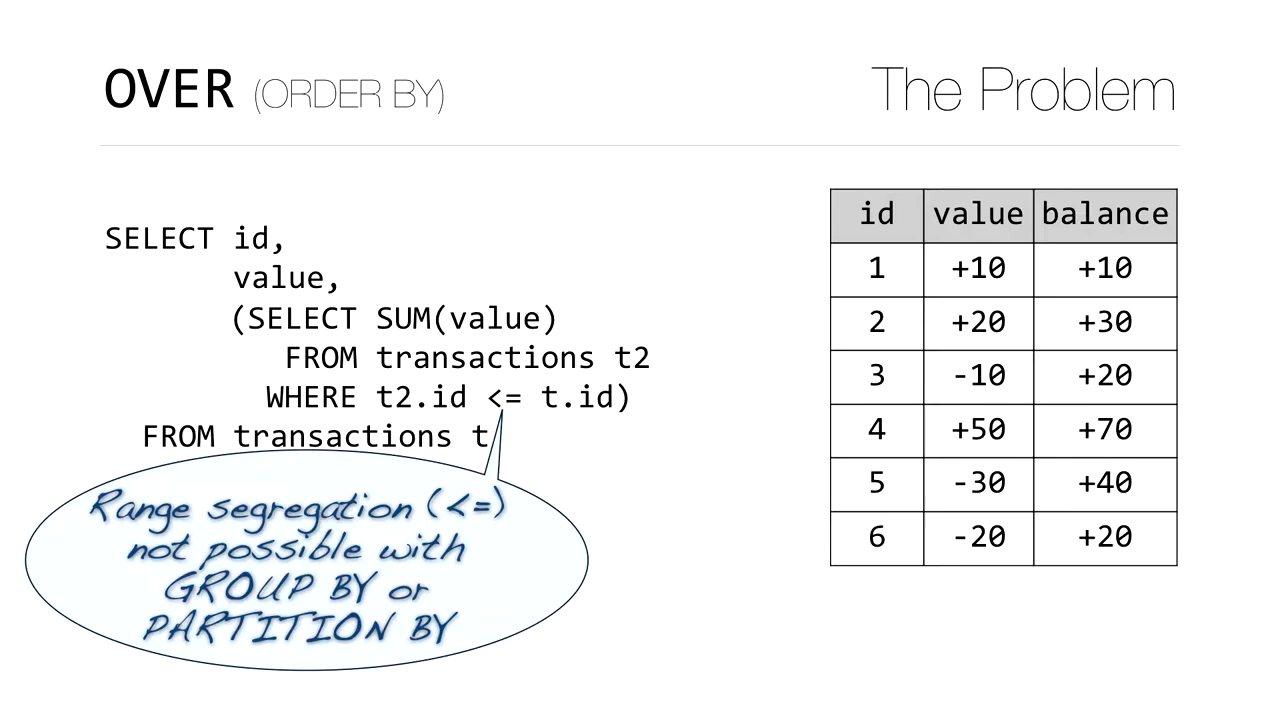 OVER (ORDER BY)
The Problem
SELECT id,
value,
(SELECT SUM(value)
FROM transactions t2
WHERE t2.id <= t.id)
FROM transactions t
Range segregation (<=)
not possible with
GROUP BY or
PARTITION BY
id value balance
1 +10 +10
2 +20 +30
3 -10 +20
4 +50 +70
5 -30 +40
6 -20 +20